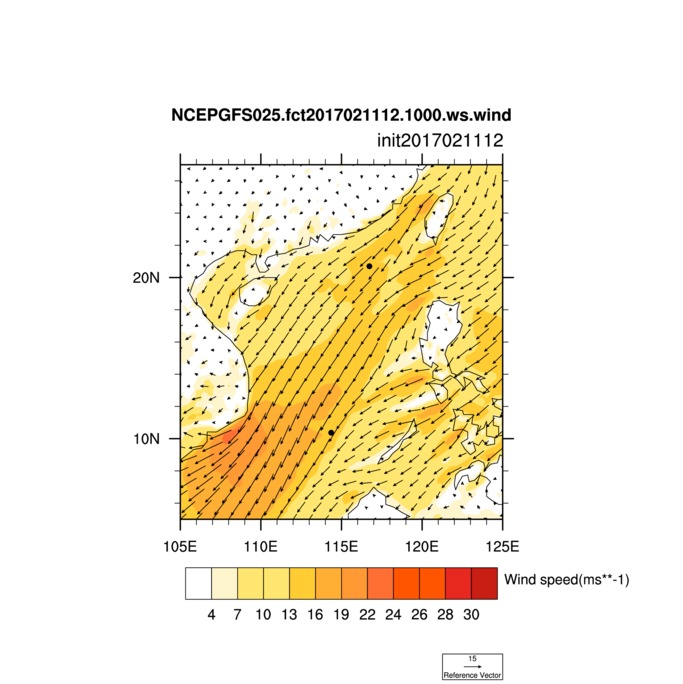 NCEPGFS025.fct2017021112.1000.ws.wind
init2017021112
20N
10N
105E 110E 115E 120E 125E
Wind speed(ms**-1)
4 7 10 13 16 19 22 24 26 28 30
15
Reference Vector